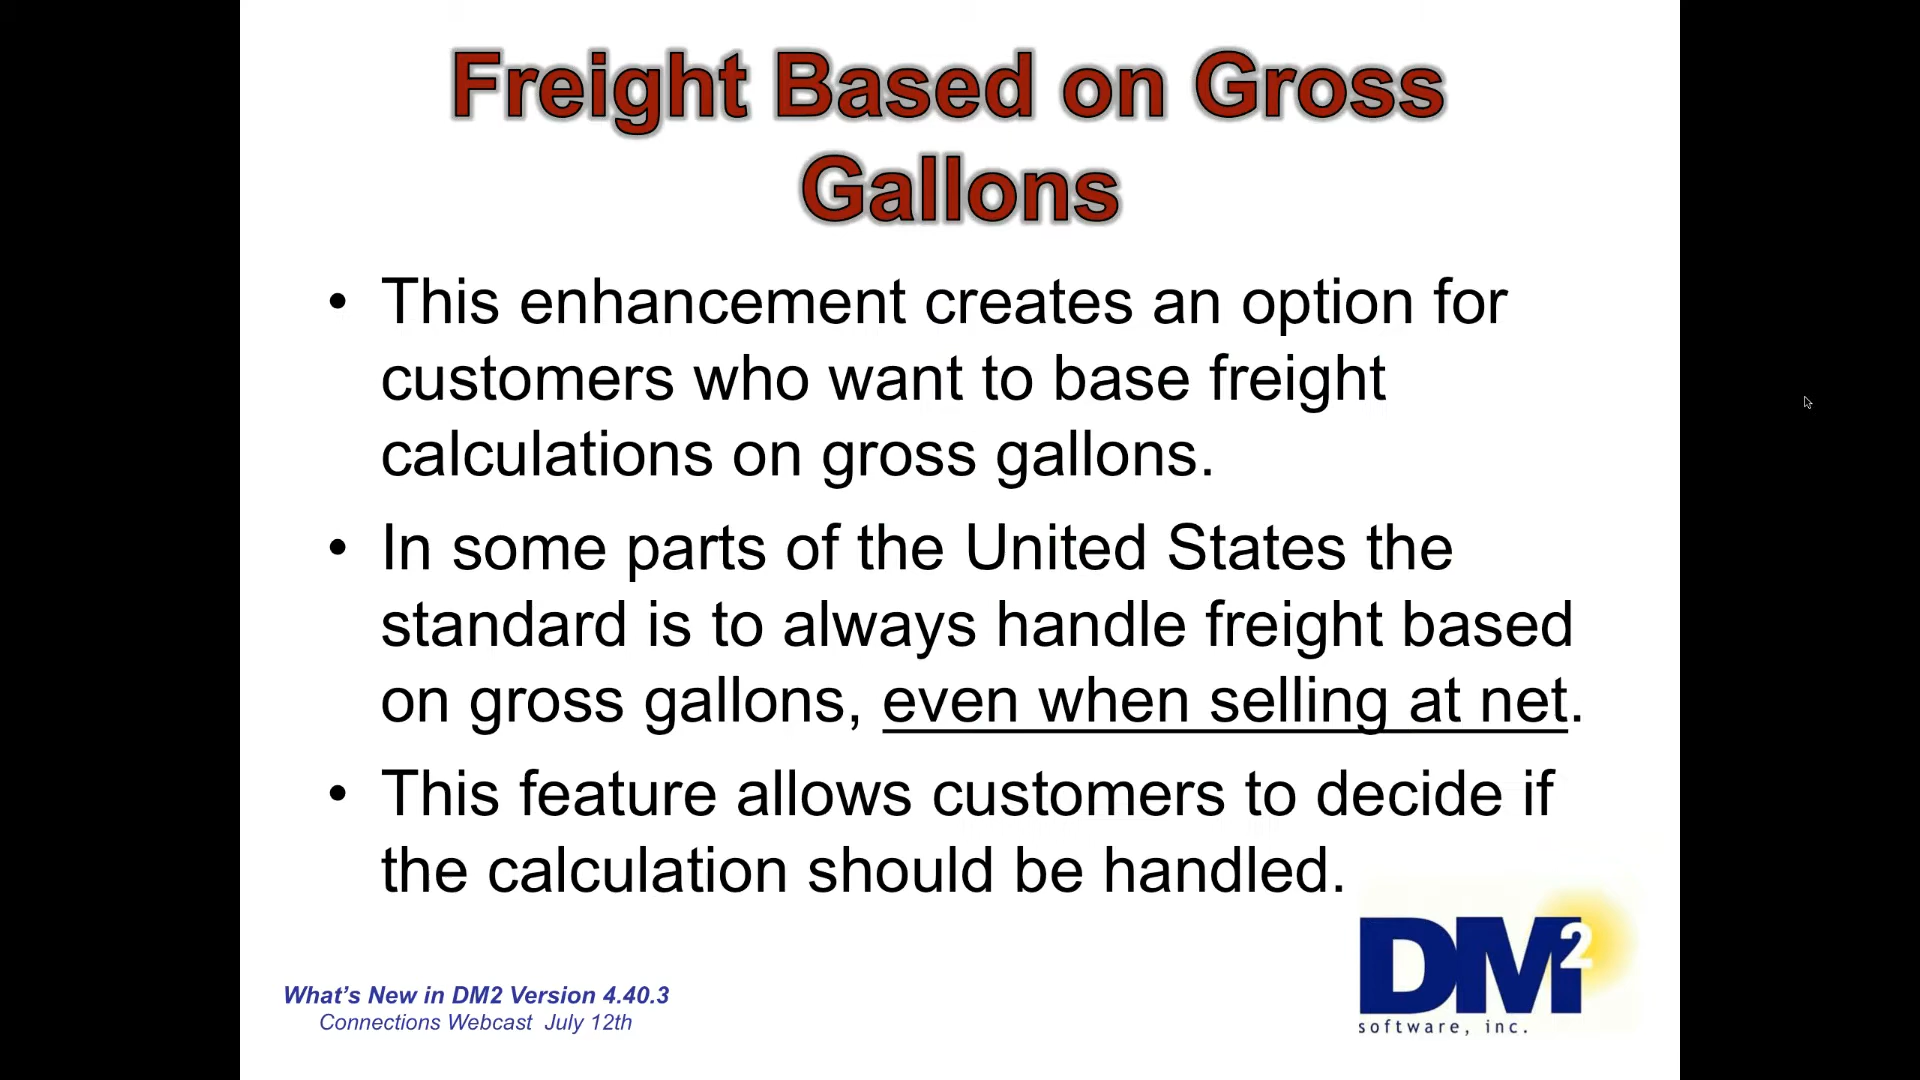 Freight Based on Gross
Gallons
• This enhancement creates an option for
customers who want to base freight
calculations on gross gallons.
• In some parts of the United States the
standard is to always handle freight based
on gross gallons, even when selling at net.
• This feature allows customers to decide if
the calculation should be handled.
What's New in DM2 Version 4.40.3
Connections Webcast July 12th
DM2
software, inc.